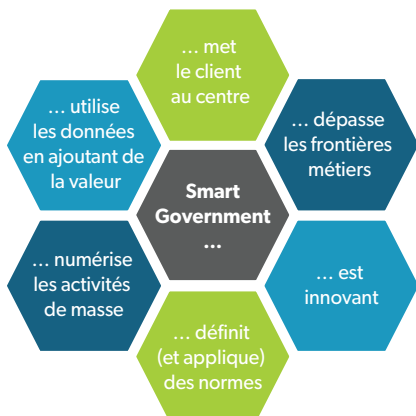 ... met
le client
au centre
... utilise
les données
en ajoutant de
la valeur
... dépasse
les frontières
métiers
Smart
Government
...
... numérise
les activités
de masse
... est
innovant
... définit
(et applique)
des normes